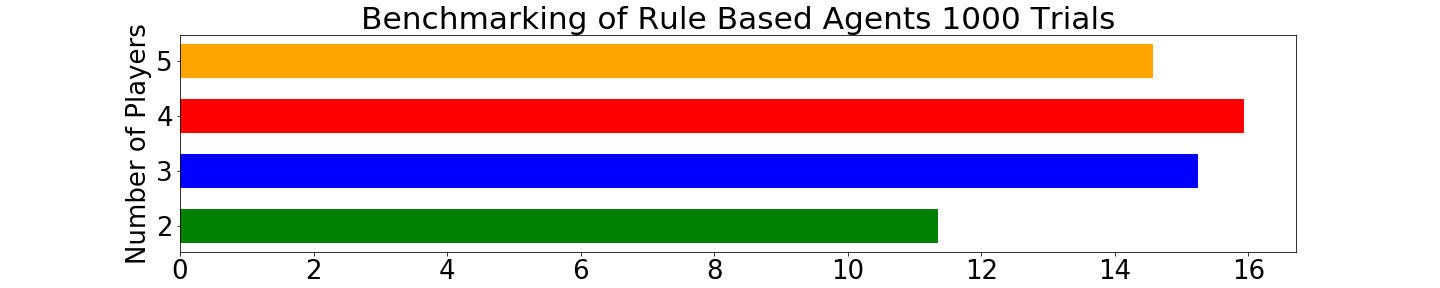 Benchmarking of Rule Based Agents 1000 Trials
Number of Players
5
4
3
2
0 2 4 6 8 10 12 14 16